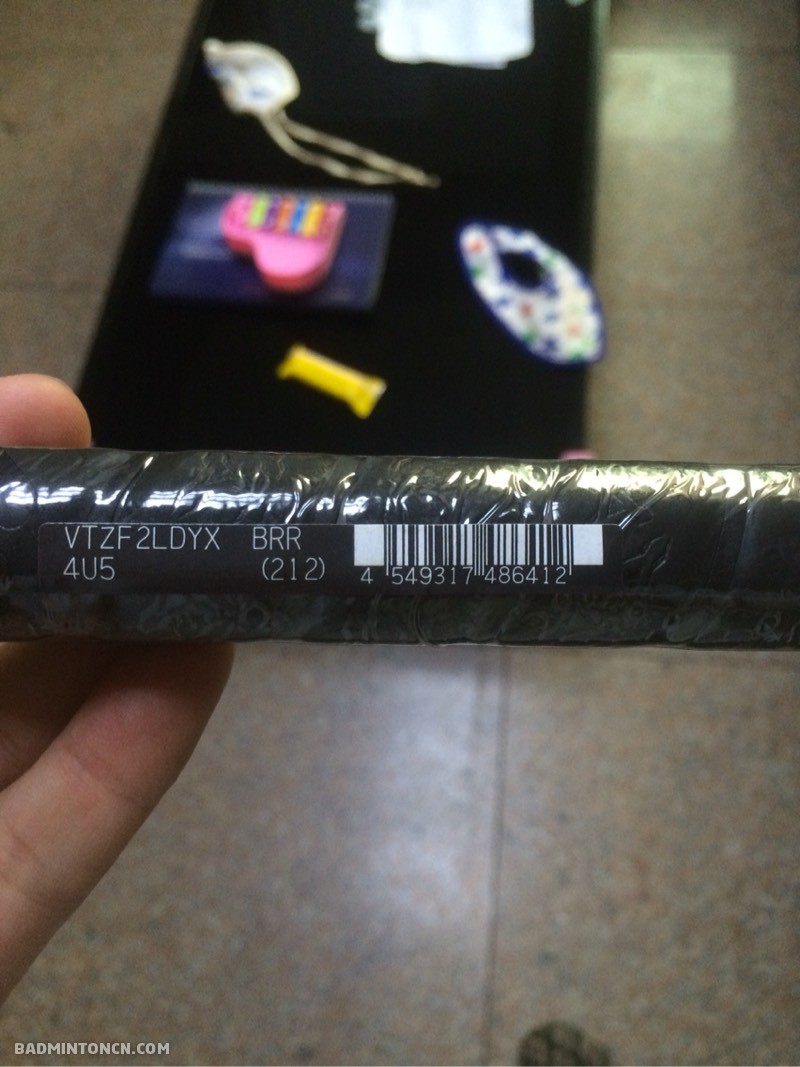 VTZF2LDYX BRR
4U5 (212)
4 549317 486412
BADMINTONCN.COM